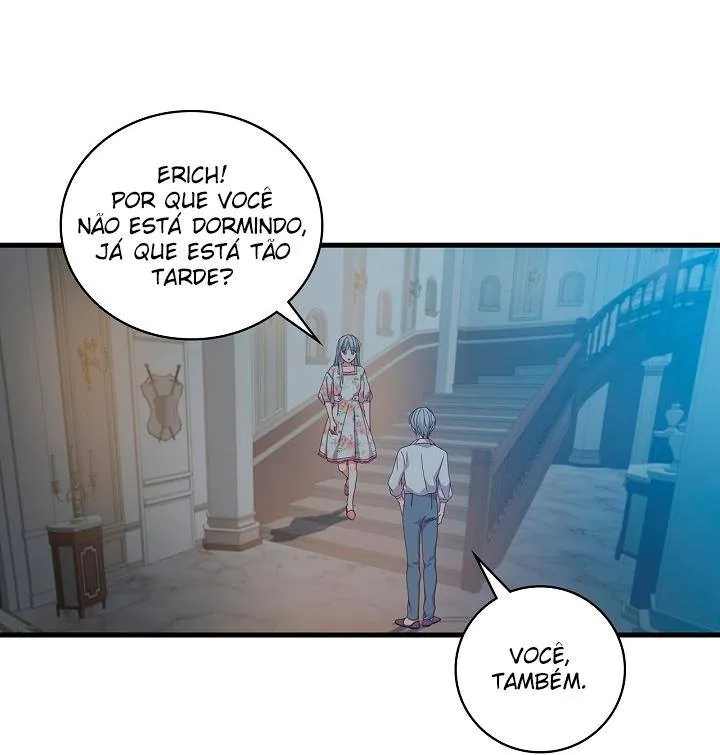 ERICH!
POR QUE VOCÊ
NÃO ESTÁ DORMINDO,
JÁ QUE ESTÁ TÃO
TARDE?
VOCÊ,
TAMBÉM.